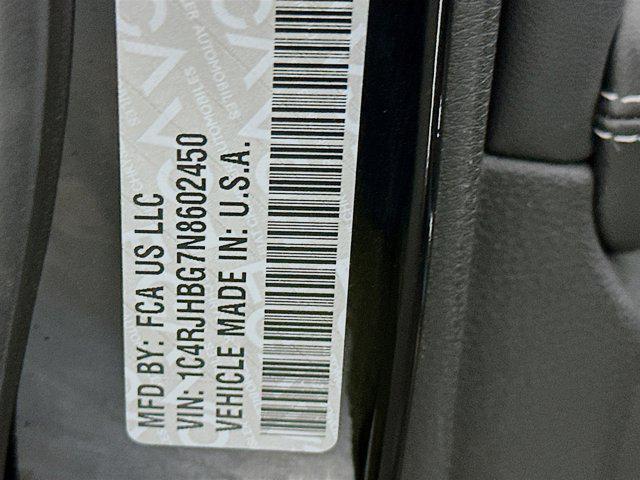 MFD BY: FCA US LLC
VIN: 1C4RJHBG7N8602450
VEHICLE MADE IN: U.S.A.